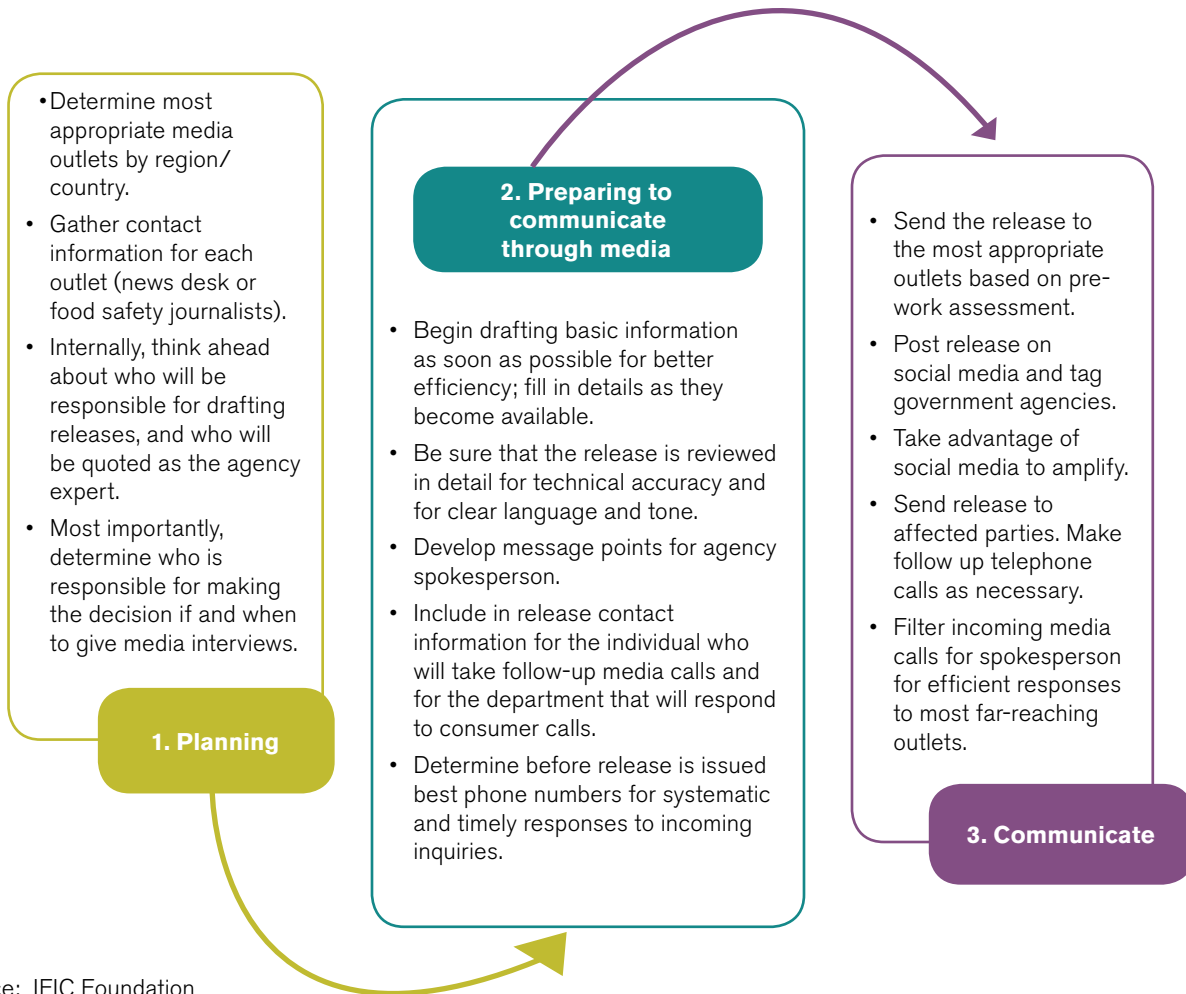 •Determine most
appropriate media
outlets by region/
country.
• Gather contact
information for each
outlet (news desk or
food safety journalists).
• Internally, think ahead
about who will be
responsible for drafting
releases, and who will
be quoted as the agency
expert.
• Most importantly,
determine who is
responsible for making
the decision if and when
to give media interviews.
1. Planning
2. Preparing to
communicate
through media
• Begin drafting basic information
as soon as possible for better
efficiency; fill in details as they
become available.
• Be sure that the release is reviewed
in detail for technical accuracy and
for clear language and tone.
• Develop message points for agency
spokesperson.
• Include in release contact
information for the individual who
will take follow-up media calls and
for the department that will respond
to consumer calls.
• Determine before release is issued
best phone numbers for systematic
and timely responses to incoming
inquiries.
• Send the release to
the most appropriate
outlets based on pre-
work assessment.
• Post release on
social media and tag
government agencies.
• Take advantage of
social media to amplify.
• Send release to
affected parties. Make
follow up telephone
calls as necessary.
• Filter incoming media
calls for spokesperson
for efficient responses
to most far-reaching
outlets.
3. Communicate
IFIC Foundation